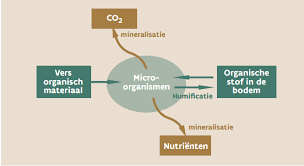 CO2
mineralisatie
Vers
organisch
materiaal
Micro-
organismen
Organische
stof in de
bodem
Humificatie
mineralisatie
Nutriënten